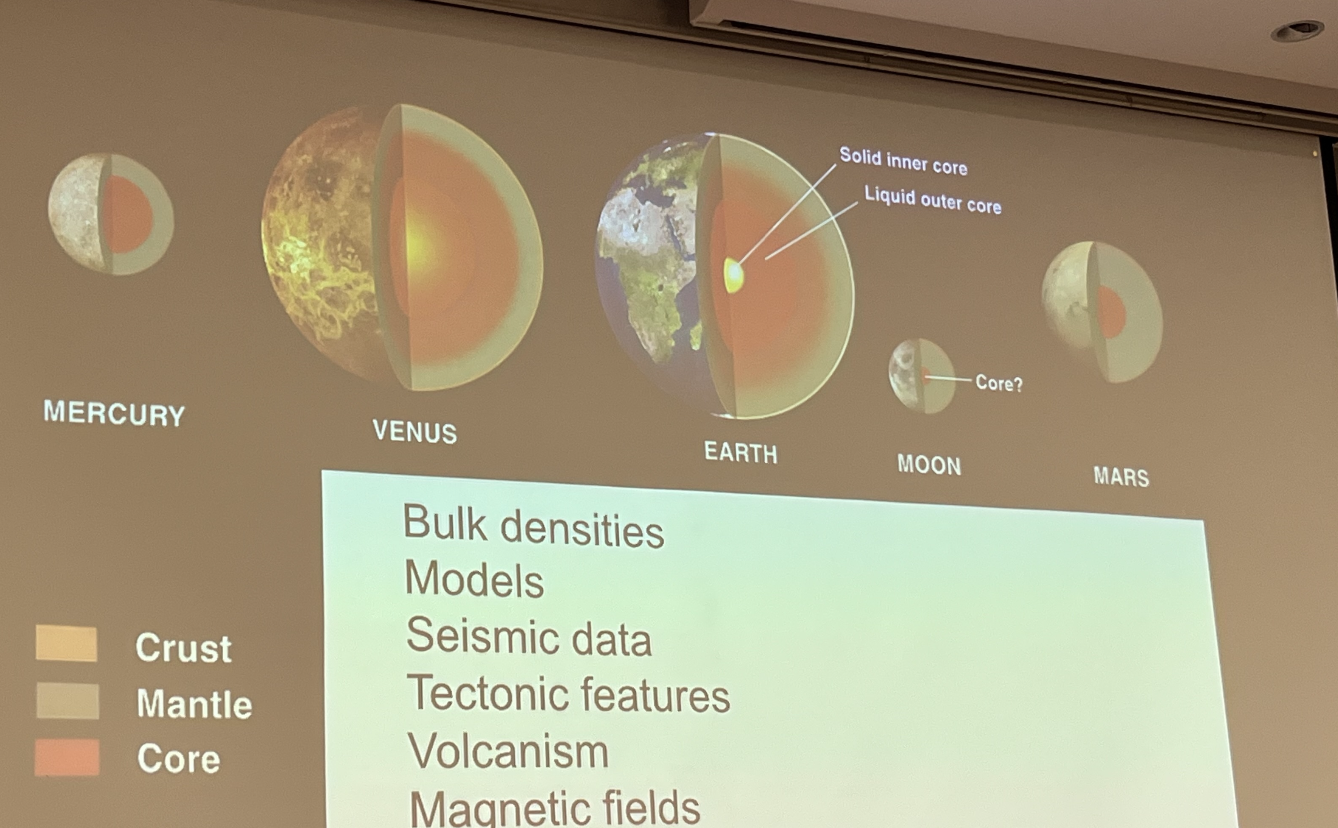 Solid inner core
Liquid outer core
Core?
MERCURY
VENUS
EARTH
MOON
MARS
Bulk densities
Models
Seismic data
Tectonic features
Volcanism
Magnetic fields
Crust
Mantle
Core